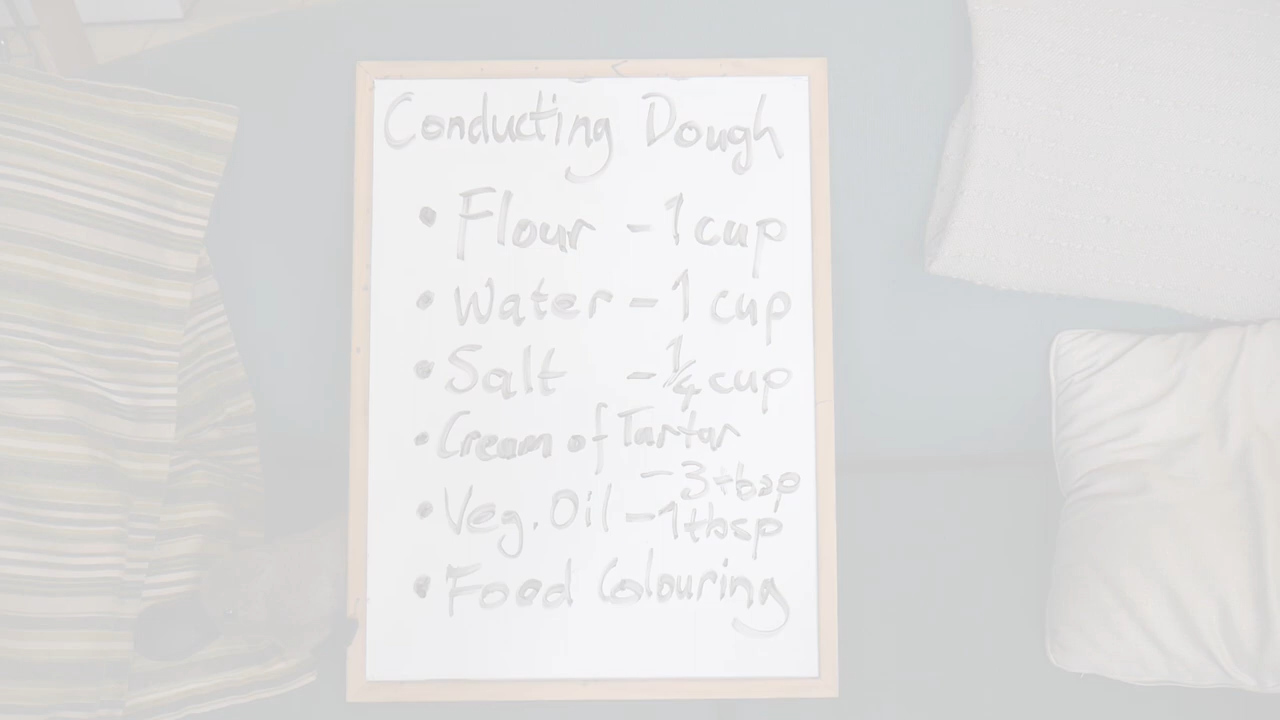 Conducting Dough
• Flour - 1 cup
• Water - 1 cup
• Salt - 1/4 cup
• Cream of Tartar
- 3 tbsp
• Veg. Oil - 1 tbsp
• Food Colouring